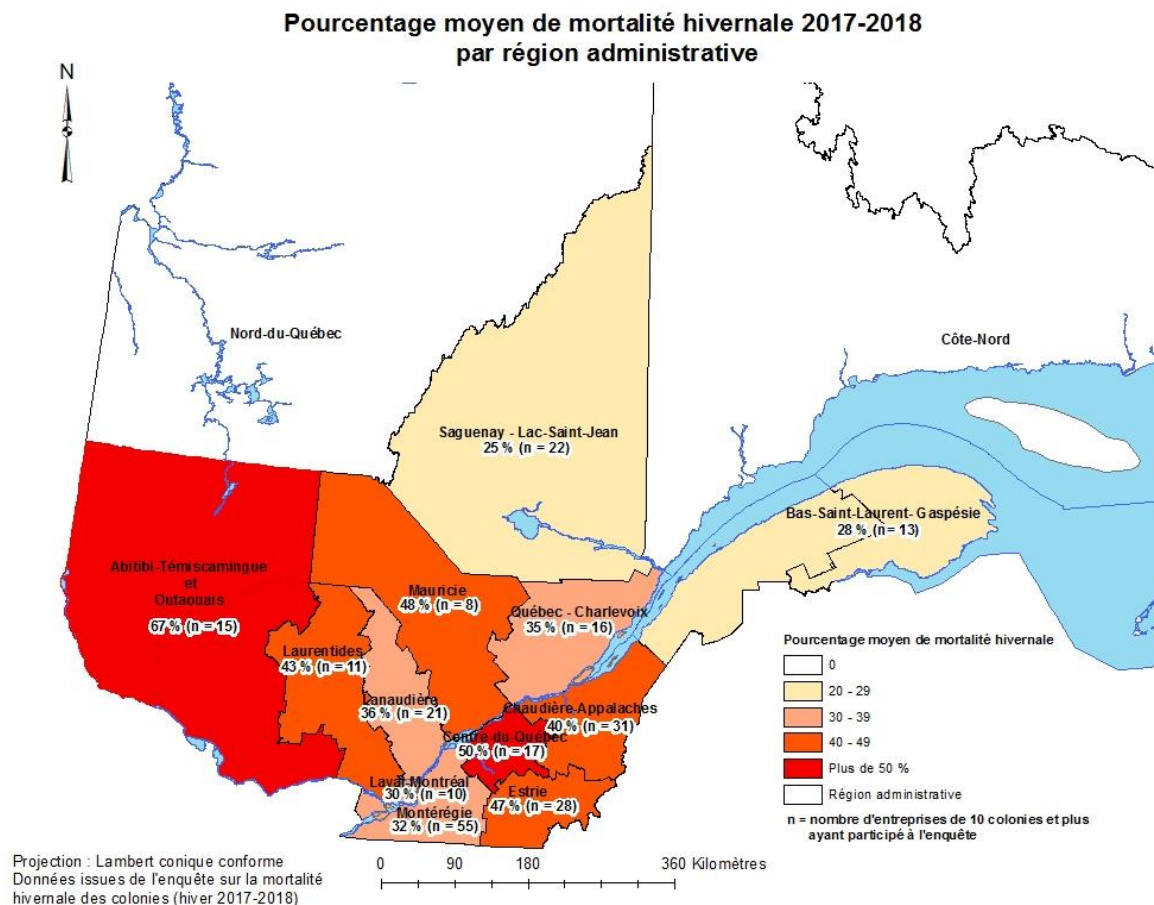 Pourcentage moyen de mortalité hivernale 2017-2018
par région administrative
N
Nord-du-Québec
Côte-Nord
Saguenay - Lac-Saint-Jean
25 % (n = 22)
Bas-Saint-Laurent- Gaspésie
28 % (n = 13)
Abitibi-Témiscamingue
et
Outaouais
67 % (n = 15)
Mauricie
48 % (n = 8)
Québec - Charlevoix
35 % (n = 16)
Laurentides
43 % (n = 11)
Lanaudière
36 % (n = 21)
Chaudière-Appalaches
40 % (n = 31)
Centre-du-Québec
50 % (n = 17)
Laval-Montréal
30 % (n =10)
Estrie
47 % (n = 28)
Montérégie
32 % (n = 55)
Pourcentage moyen de mortalité hivernale
0
20 - 29
30 - 39
40 - 49
Plus de 50 %
Région administrative
n = nombre d'entreprises de 10 colonies et plus
ayant participé à l'enquête
Projection : Lambert conique conforme
Données issues de l'enquête sur la mortalité
hivernale des colonies (hiver 2017-2018)
0 90 180 360 Kilomètres